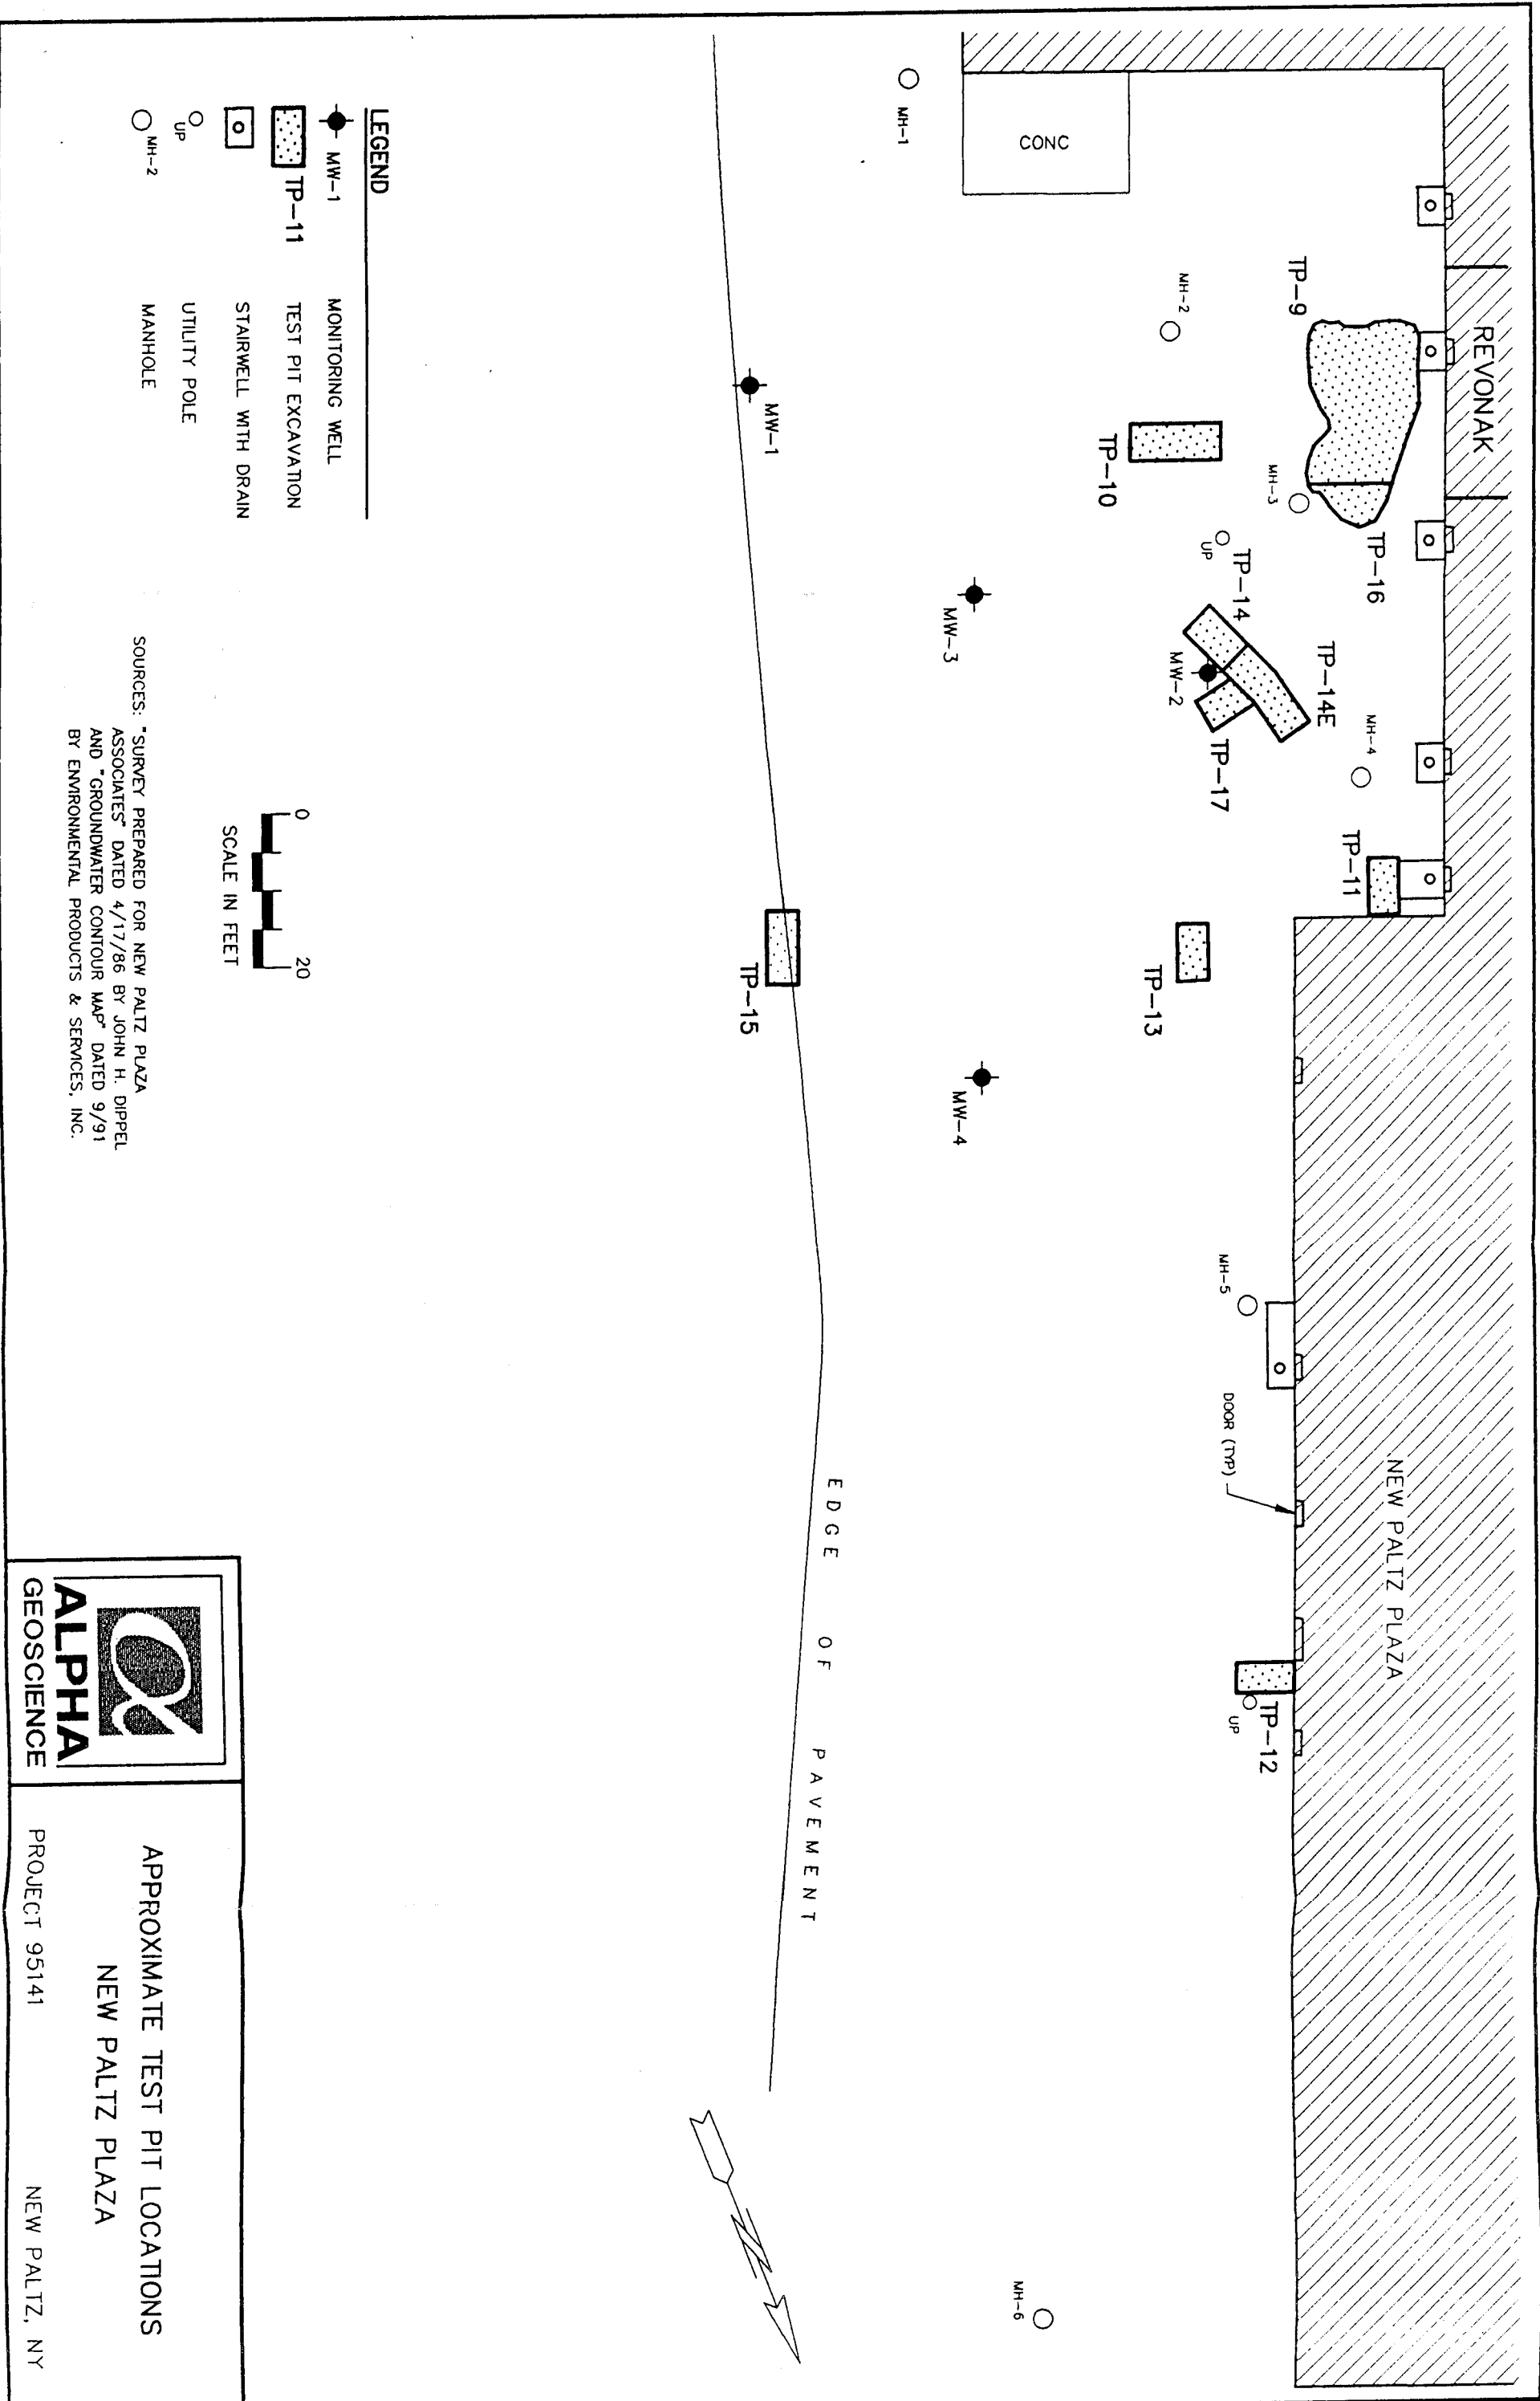 REVONAK
NEW PALTZ PLAZA
CONC
MH-1
MH-2
TP-9
TP-10
MH-3
TP-16
UP
TP-14
TP-14E
MW-2
TP-17
MH-4
TP-11
MW-1
MW-3
TP-13
TP-15
MW-4
MH-5
DOOR (TYP)
TP-12
UP
MH-6
EDGE OF PAVEMENT
LEGEND
MW-1 MONITORING WELL
TP-11 TEST PIT EXCAVATION
STAIRWELL WITH DRAIN
UP UTILITY POLE
MH-2 MANHOLE
0 20
SCALE IN FEET
SOURCES: "SURVEY PREPARED FOR NEW PALTZ PLAZA
ASSOCIATES" DATED 4/17/86 BY JOHN H. DIPPEL
AND "GROUNDWATER CONTOUR MAP" DATED 9/91
BY ENVIRONMENTAL PRODUCTS & SERVICES, INC.
α
ALPHA
GEOSCIENCE
APPROXIMATE TEST PIT LOCATIONS
NEW PALTZ PLAZA
PROJECT 95141 NEW PALTZ, NY